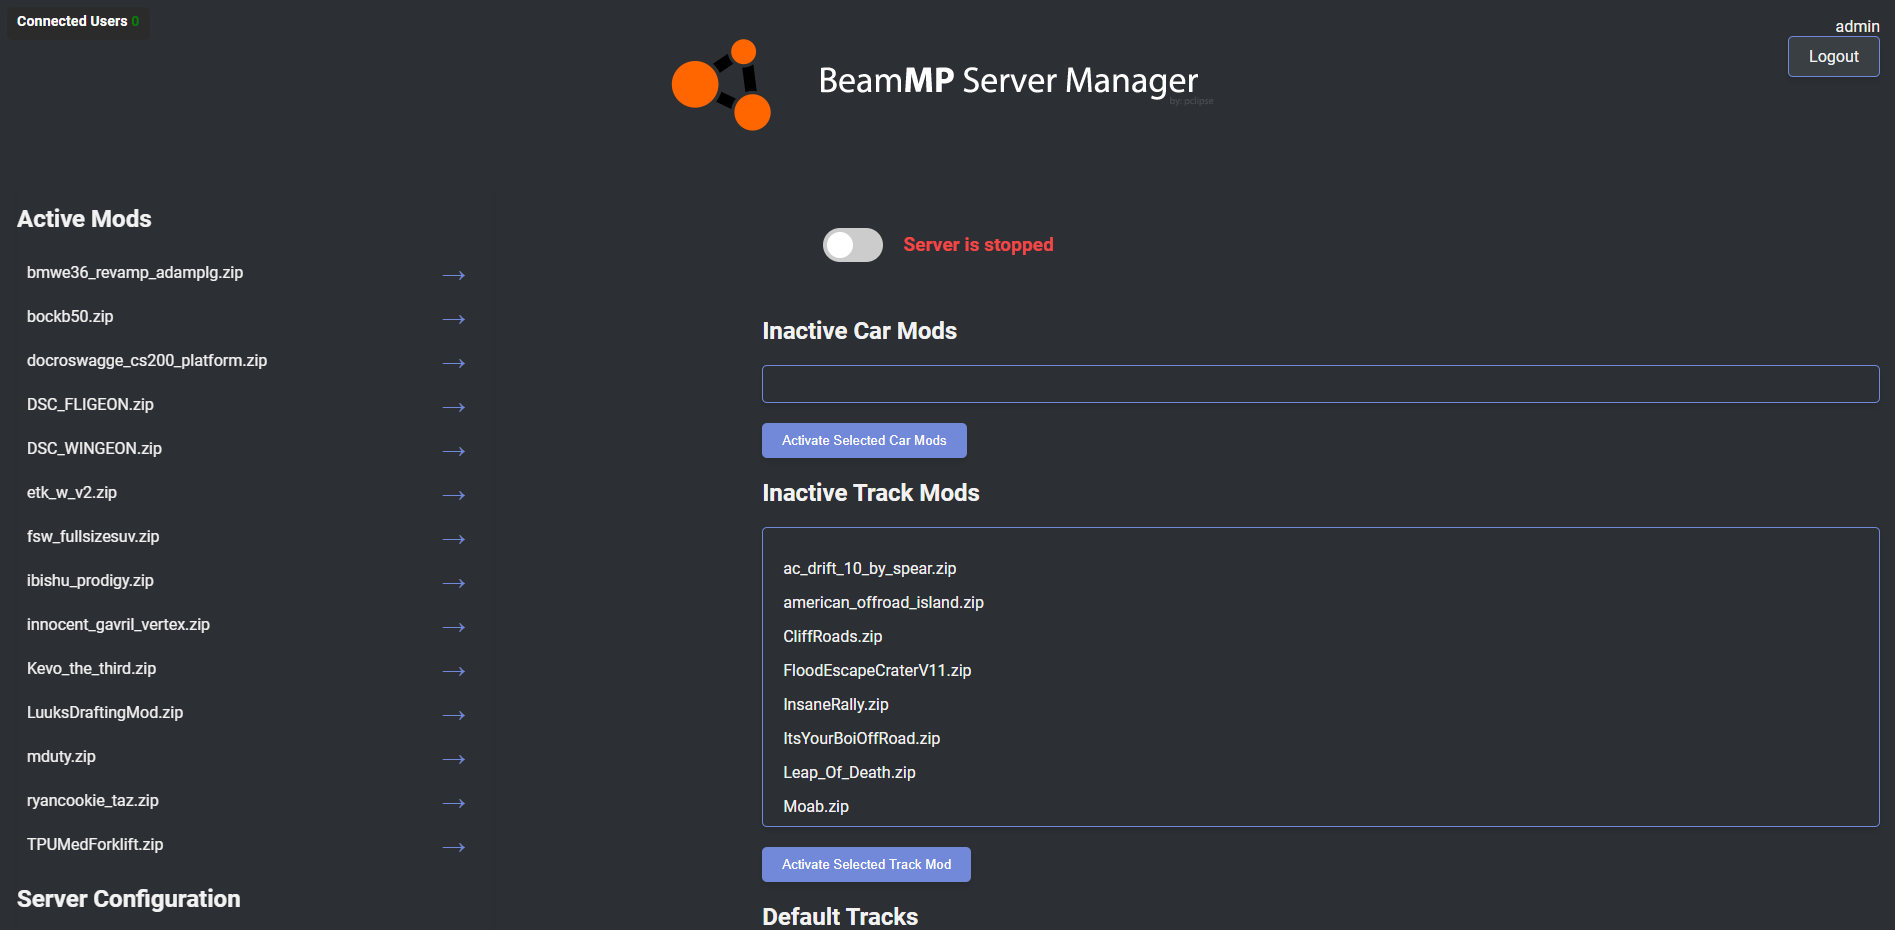 Connected Users 0
admin
Logout
BeamMP Server Manager
by: pclipse
Active Mods
bmwe36_revamp_adamplg.zip
bockb50.zip
docroswagge_cs200_platform.zip
DSC_FLIGEON.zip
DSC_WINGEON.zip
etk_w_v2.zip
fsw_fullsizesuv.zip
ibishu_prodigy.zip
innocent_gavril_vertex.zip
Kevo_the_third.zip
LuuksDraftingMod.zip
mduty.zip
ryancookie_taz.zip
TPUMedForklift.zip
Server Configuration
Server is stopped
Inactive Car Mods
Activate Selected Car Mods
Inactive Track Mods
ac_drift_10_by_spear.zip
american_offroad_island.zip
CliffRoads.zip
FloodEscapeCraterV11.zip
InsaneRally.zip
ItsYourBoiOffRoad.zip
Leap_Of_Death.zip
Moab.zip
Activate Selected Track Mod
Default Tracks